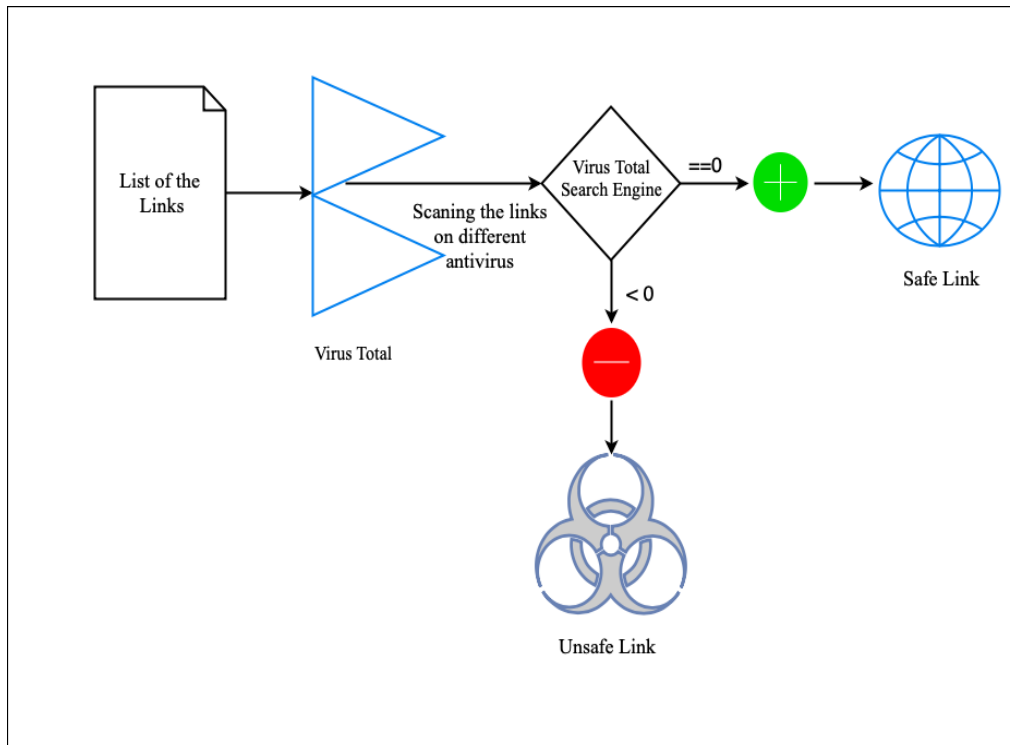 List of the
Links
Virus Total
Scaning the links
on different
antivirus
Virus Total
Search Engine
==0
Safe Link
< 0
Unsafe Link